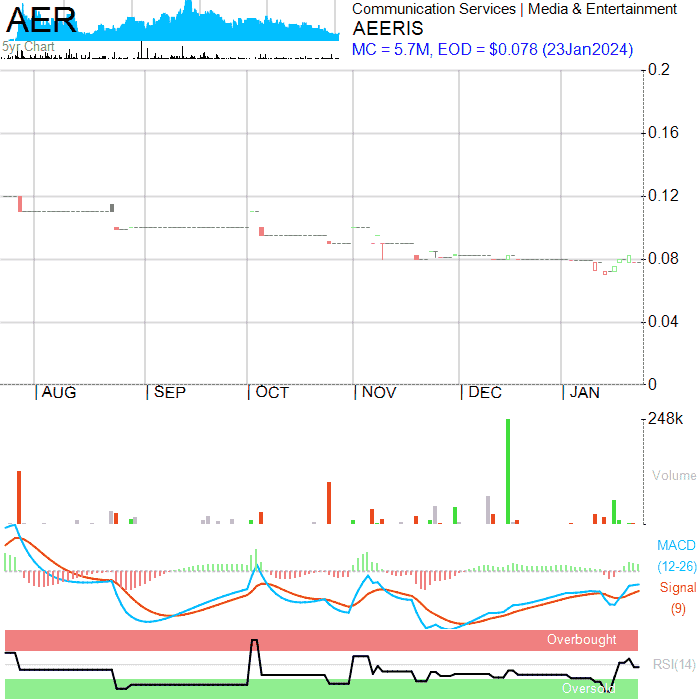 AER
5yr Chart
Communication Services | Media & Entertainment
AEERIS
MC = 5.7M, EOD = $0.078 (23Jan2024)
0.2
0.16
0.12
0.08
0.04
0
AUG
SEP
OCT
NOV
DEC
JAN
248k
Volume
MACD
(12-26)
Signal
(9)
Overbought
RSI(14)
Oversold